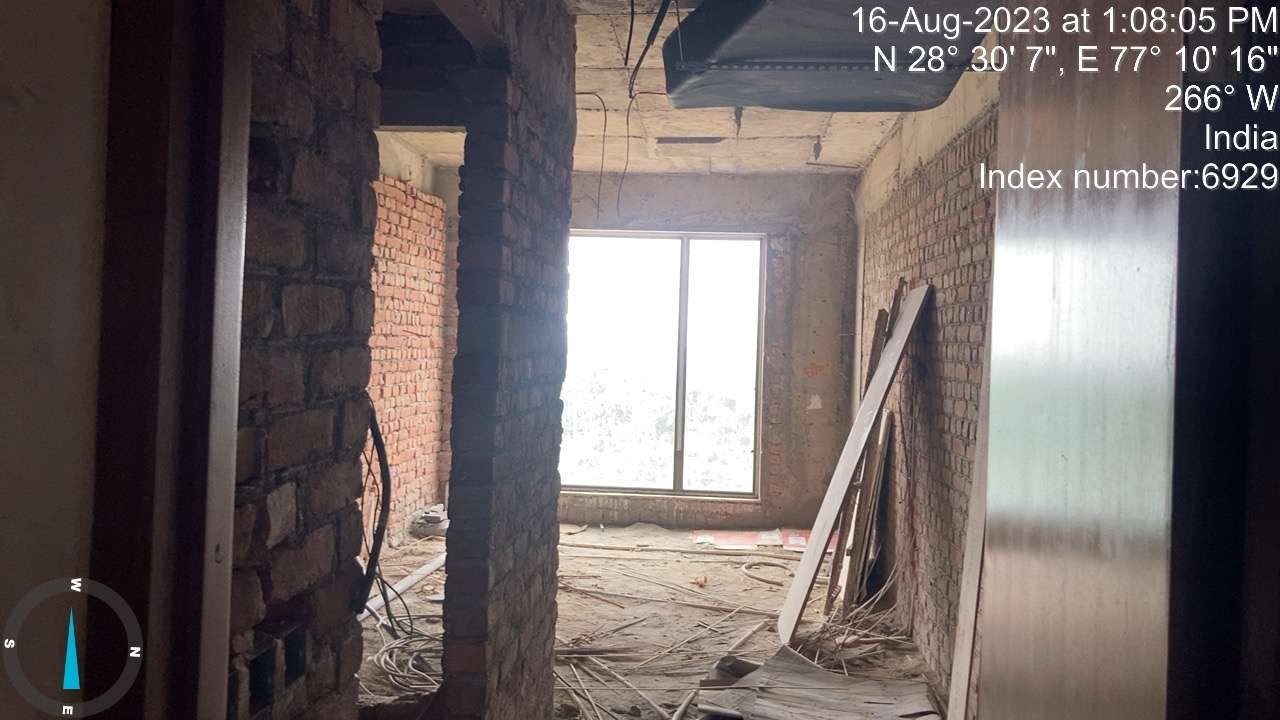 16-Aug-2023 at 1:08:05 PM
N 28° 30' 7", E 77° 10' 16"
266° W
India
Index number:6929
W
S
N
E